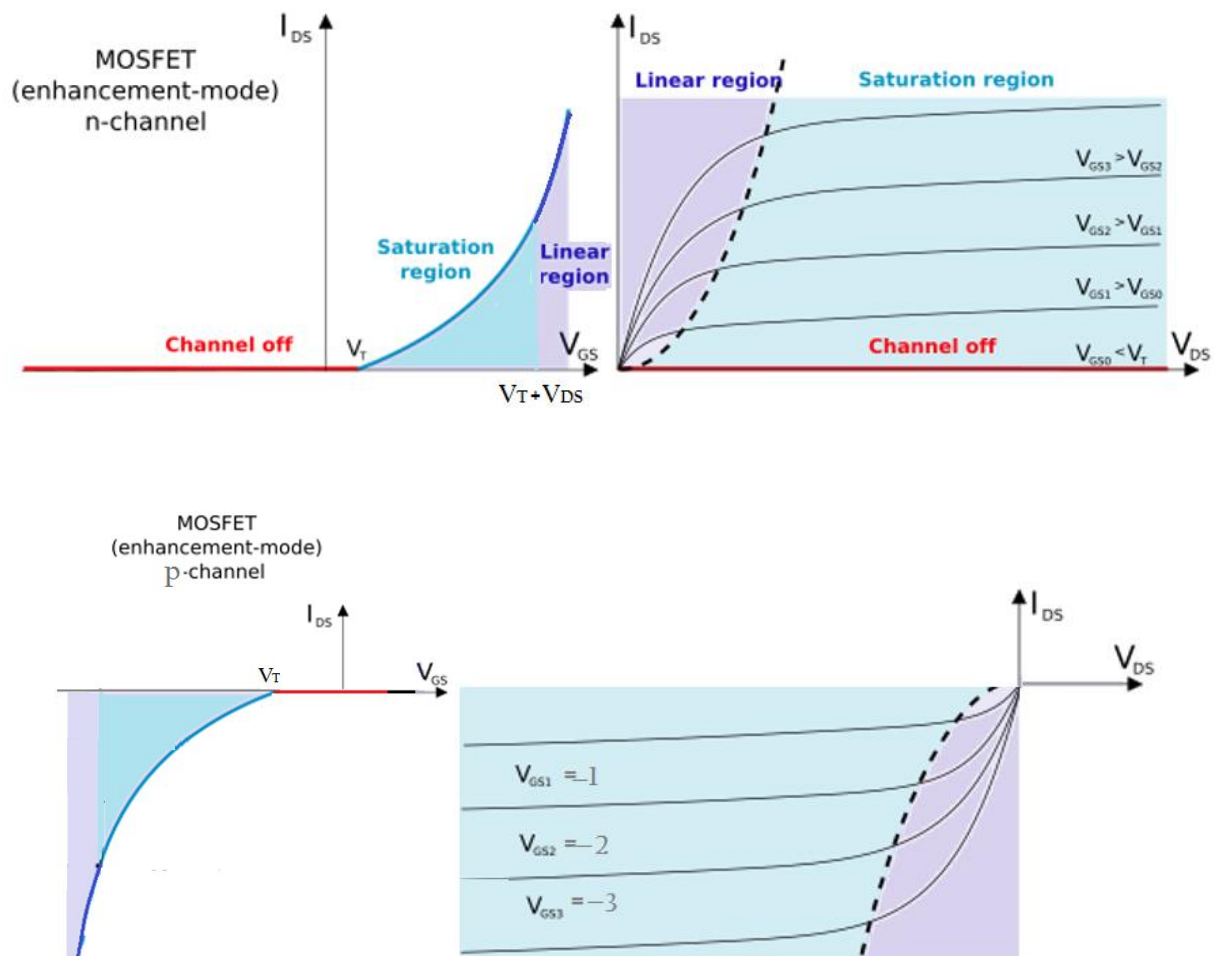 I DS
MOSFET
(enhancement-mode)
n-channel
Saturation
region
Linear
region
Channel off
VT
VGS
VT+VDS
IDS
Linear region
Saturation region
VGS3 > VGS2
VGS2 > VGS1
VGS1 > VGS0
Channel off
VGS0 < VT
VDS
MOSFET
(enhancement-mode)
p-channel
IDS
VT
VGS
IDS
VDS
VGS1 =-1
VGS2 =-2
VGS3 =-3